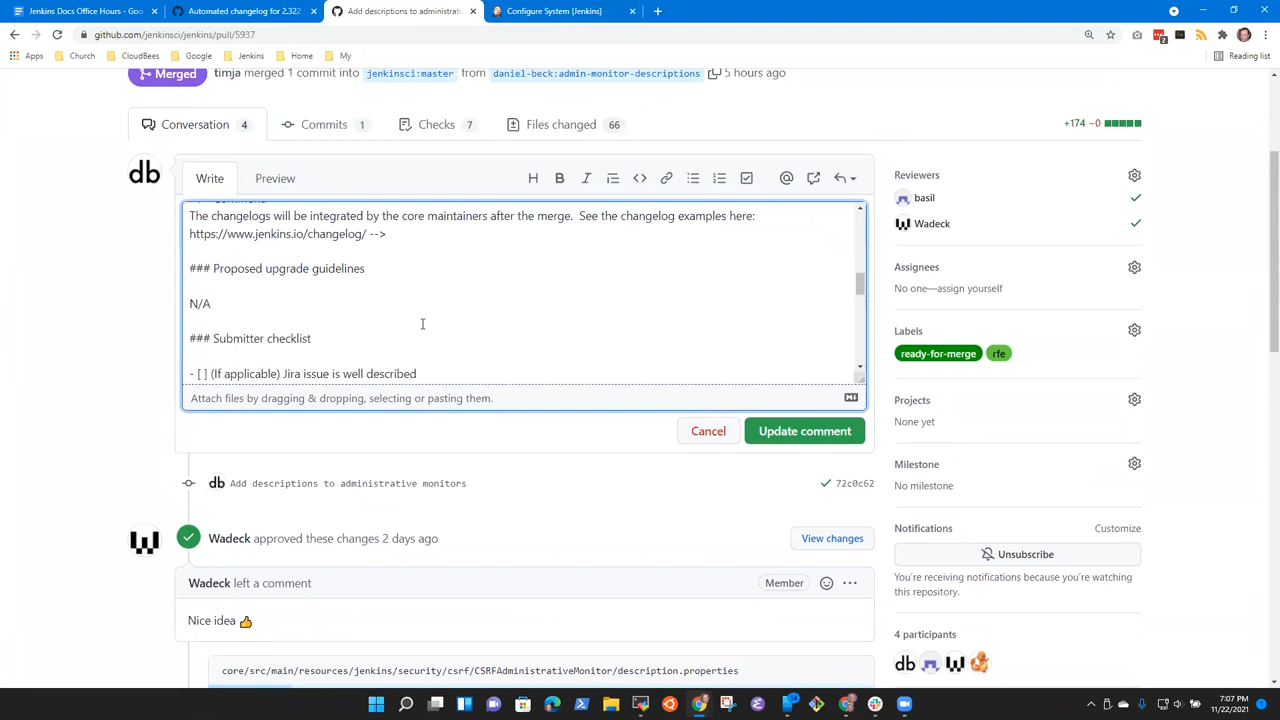 Jenkins Docs Office Hours - Goo
Automated changelog for 2.322
Add descriptions to administrati
Configure System [Jenkins]
github.com/jenkinsci/jenkins/pull/5937
Apps
Church
CloudBees
Google
Jenkins
Home
My
Reading list
Merged
timja merged 1 commit into
jenkinsci:master
from
daniel-beck:admin-monitor-descriptions
5 hours ago
Conversation 4
Commits 1
Checks 7
Files changed 66
+174 −0
Write
Preview
The changelogs will be integrated by the core maintainers after the merge.  See the changelog examples here:
https://www.jenkins.io/changelog/ -->
### Proposed upgrade guidelines
N/A
### Submitter checklist
- [ ] (If applicable) Jira issue is well described
Attach files by dragging & dropping, selecting or pasting them.
Cancel
Update comment
db Add descriptions to administrative monitors
72c0c62
Wadeck approved these changes 2 days ago
View changes
Wadeck left a comment
Member
Nice idea 👍
core/src/main/resources/jenkins/security/csrf/CSRFAdministrativeMonitor/description.properties
Reviewers
basil
Wadeck
Assignees
No one—assign yourself
Labels
ready-for-merge
rfe
Projects
None yet
Milestone
No milestone
Notifications
Customize
Unsubscribe
You're receiving notifications because you're watching
this repository.
4 participants
db
7:07 PM
11/22/2021